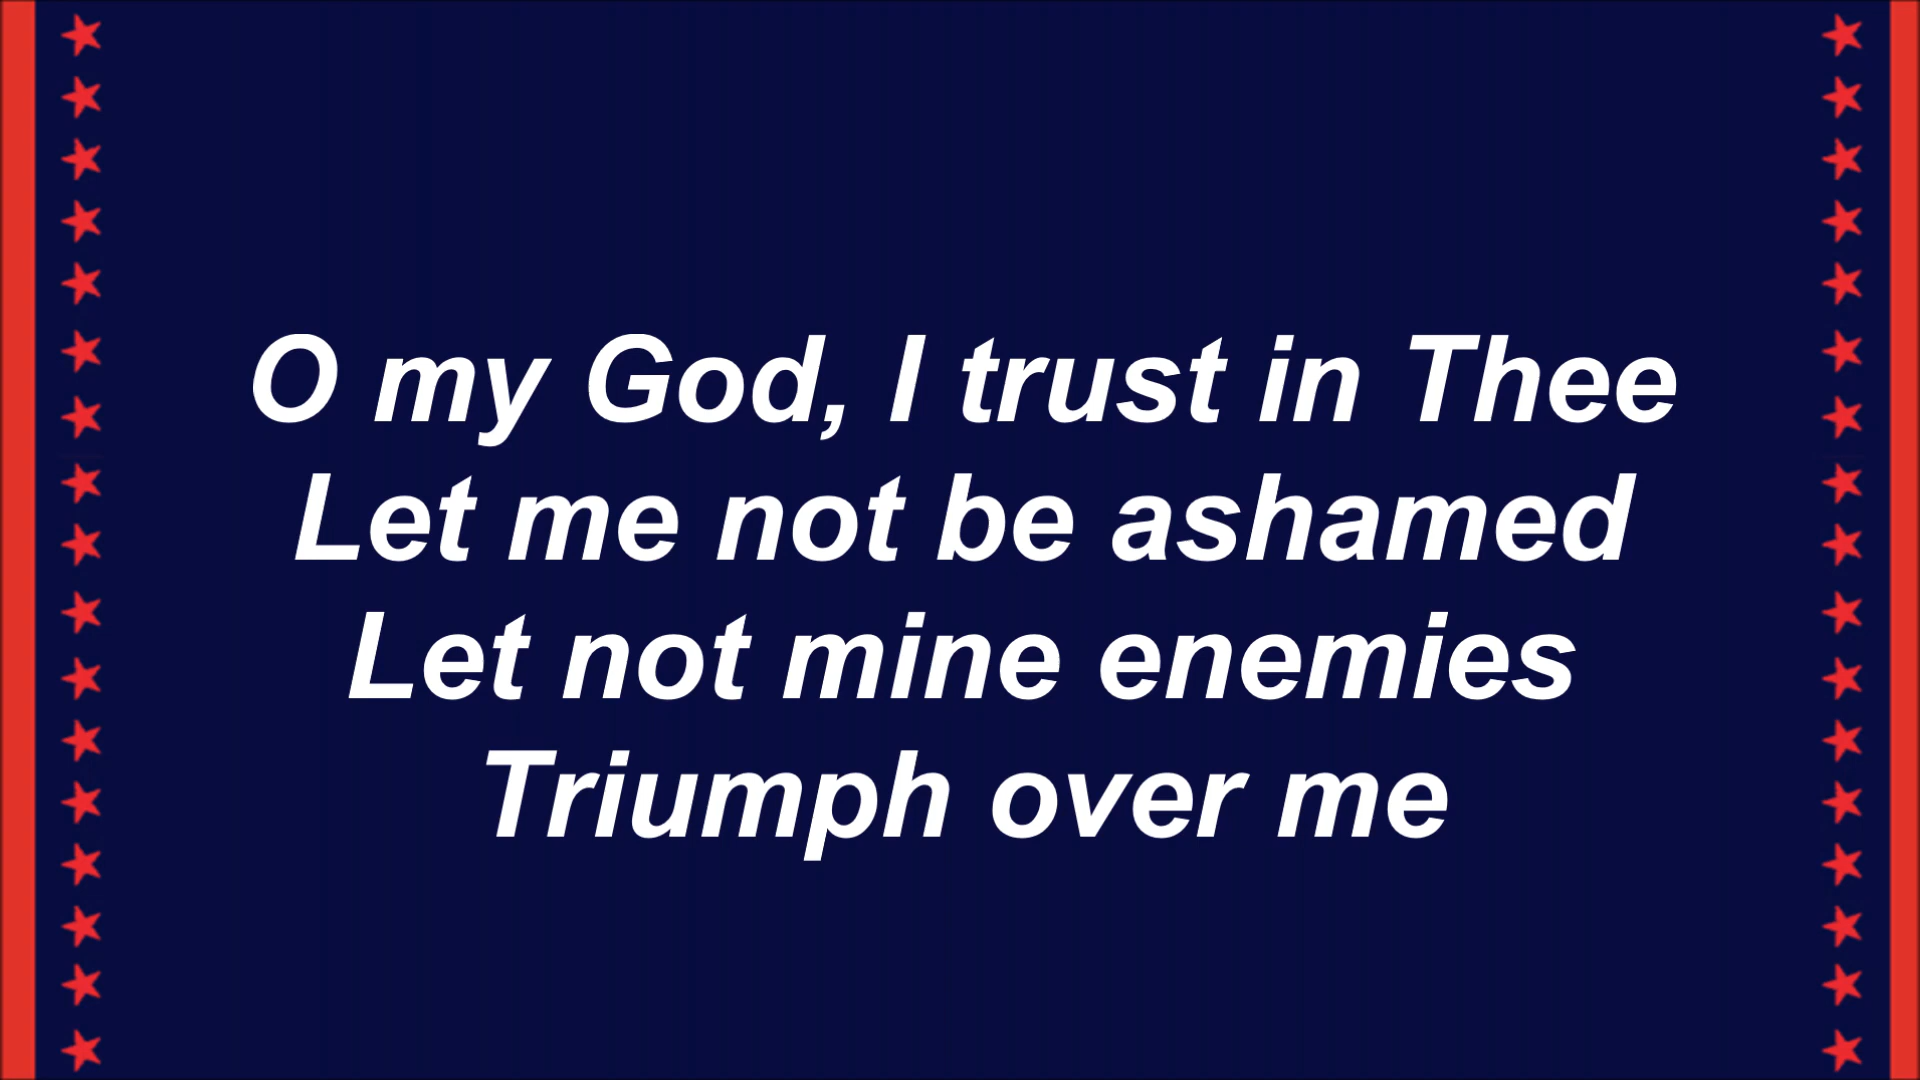 O my God, I trust in Thee
Let me not be ashamed
Let not mine enemies
Triumph over me